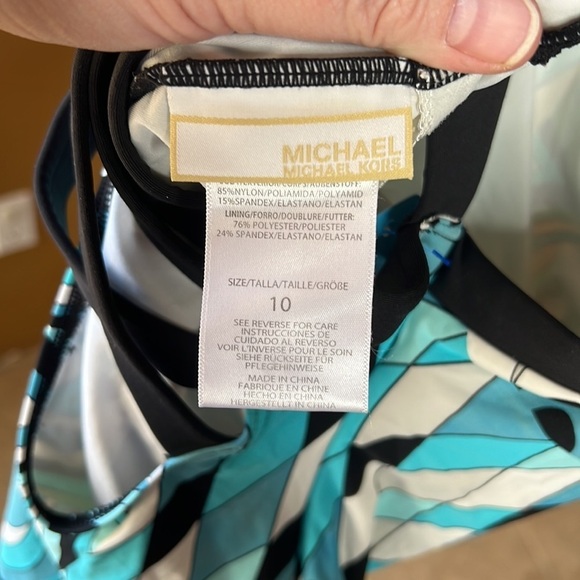 MICHAEL
MICHAEL KORS
85%NYLON/POLIAMIDA/POLYAMID
15%SPANDEX/ELASTANO/ELASTAN
LINING/FORRO/DOUBLURE/FUTTER:
76% POLYESTER/POLIESTER
24% SPANDEX/ELASTANO/ELASTAN
SIZE/TALLA/TAILLE/GRÖßE
10
SEE REVERSE FOR CARE
INSTRUCCIONES DE
CUIDADO AL REVERSO
VOIR L'INVERSE POUR LE SOIN
SIEHE RÜCKSEITE FÜR
PFLEGEHINWEISE
MADE IN CHINA
FABRIQUE EN CHINE
HECHO EN CHINA
HERGESTELLT IN CHINA